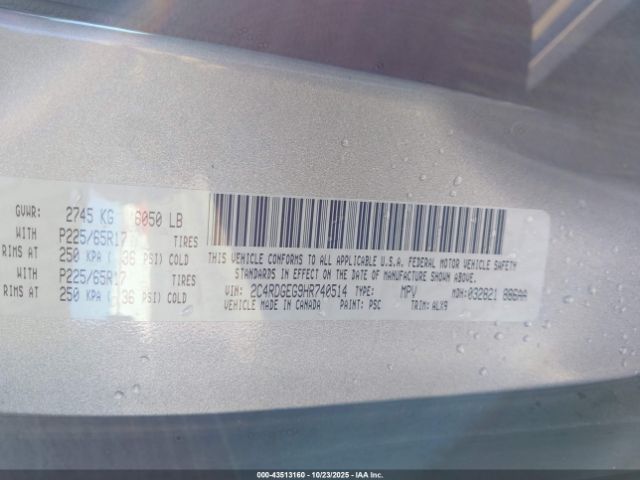 GVWR: 2745 KG 6050 LB
WITH P225/65R17 TIRES
RIMS AT 250 KPA ( 36 PSI) COLD
WITH P225/65R17 TIRES
RIMS AT 250 KPA ( 36 PSI) COLD
THIS VEHICLE CONFORMS TO ALL APPLICABLE U.S.A. FEDERAL MOTOR VEHICLE SAFETY
STANDARDS IN EFFECT ON THE DATE OF MANUFACTURE SHOWN ABOVE.
VIN: 2C4RDGEG9HR740514 TYPE: MPV MDH: 032821 886AA
VEHICLE MADE IN CANADA PAINT: PSC TRIM: ALX9
000-43513160 - 10/23/2025 - IAAI Inc.